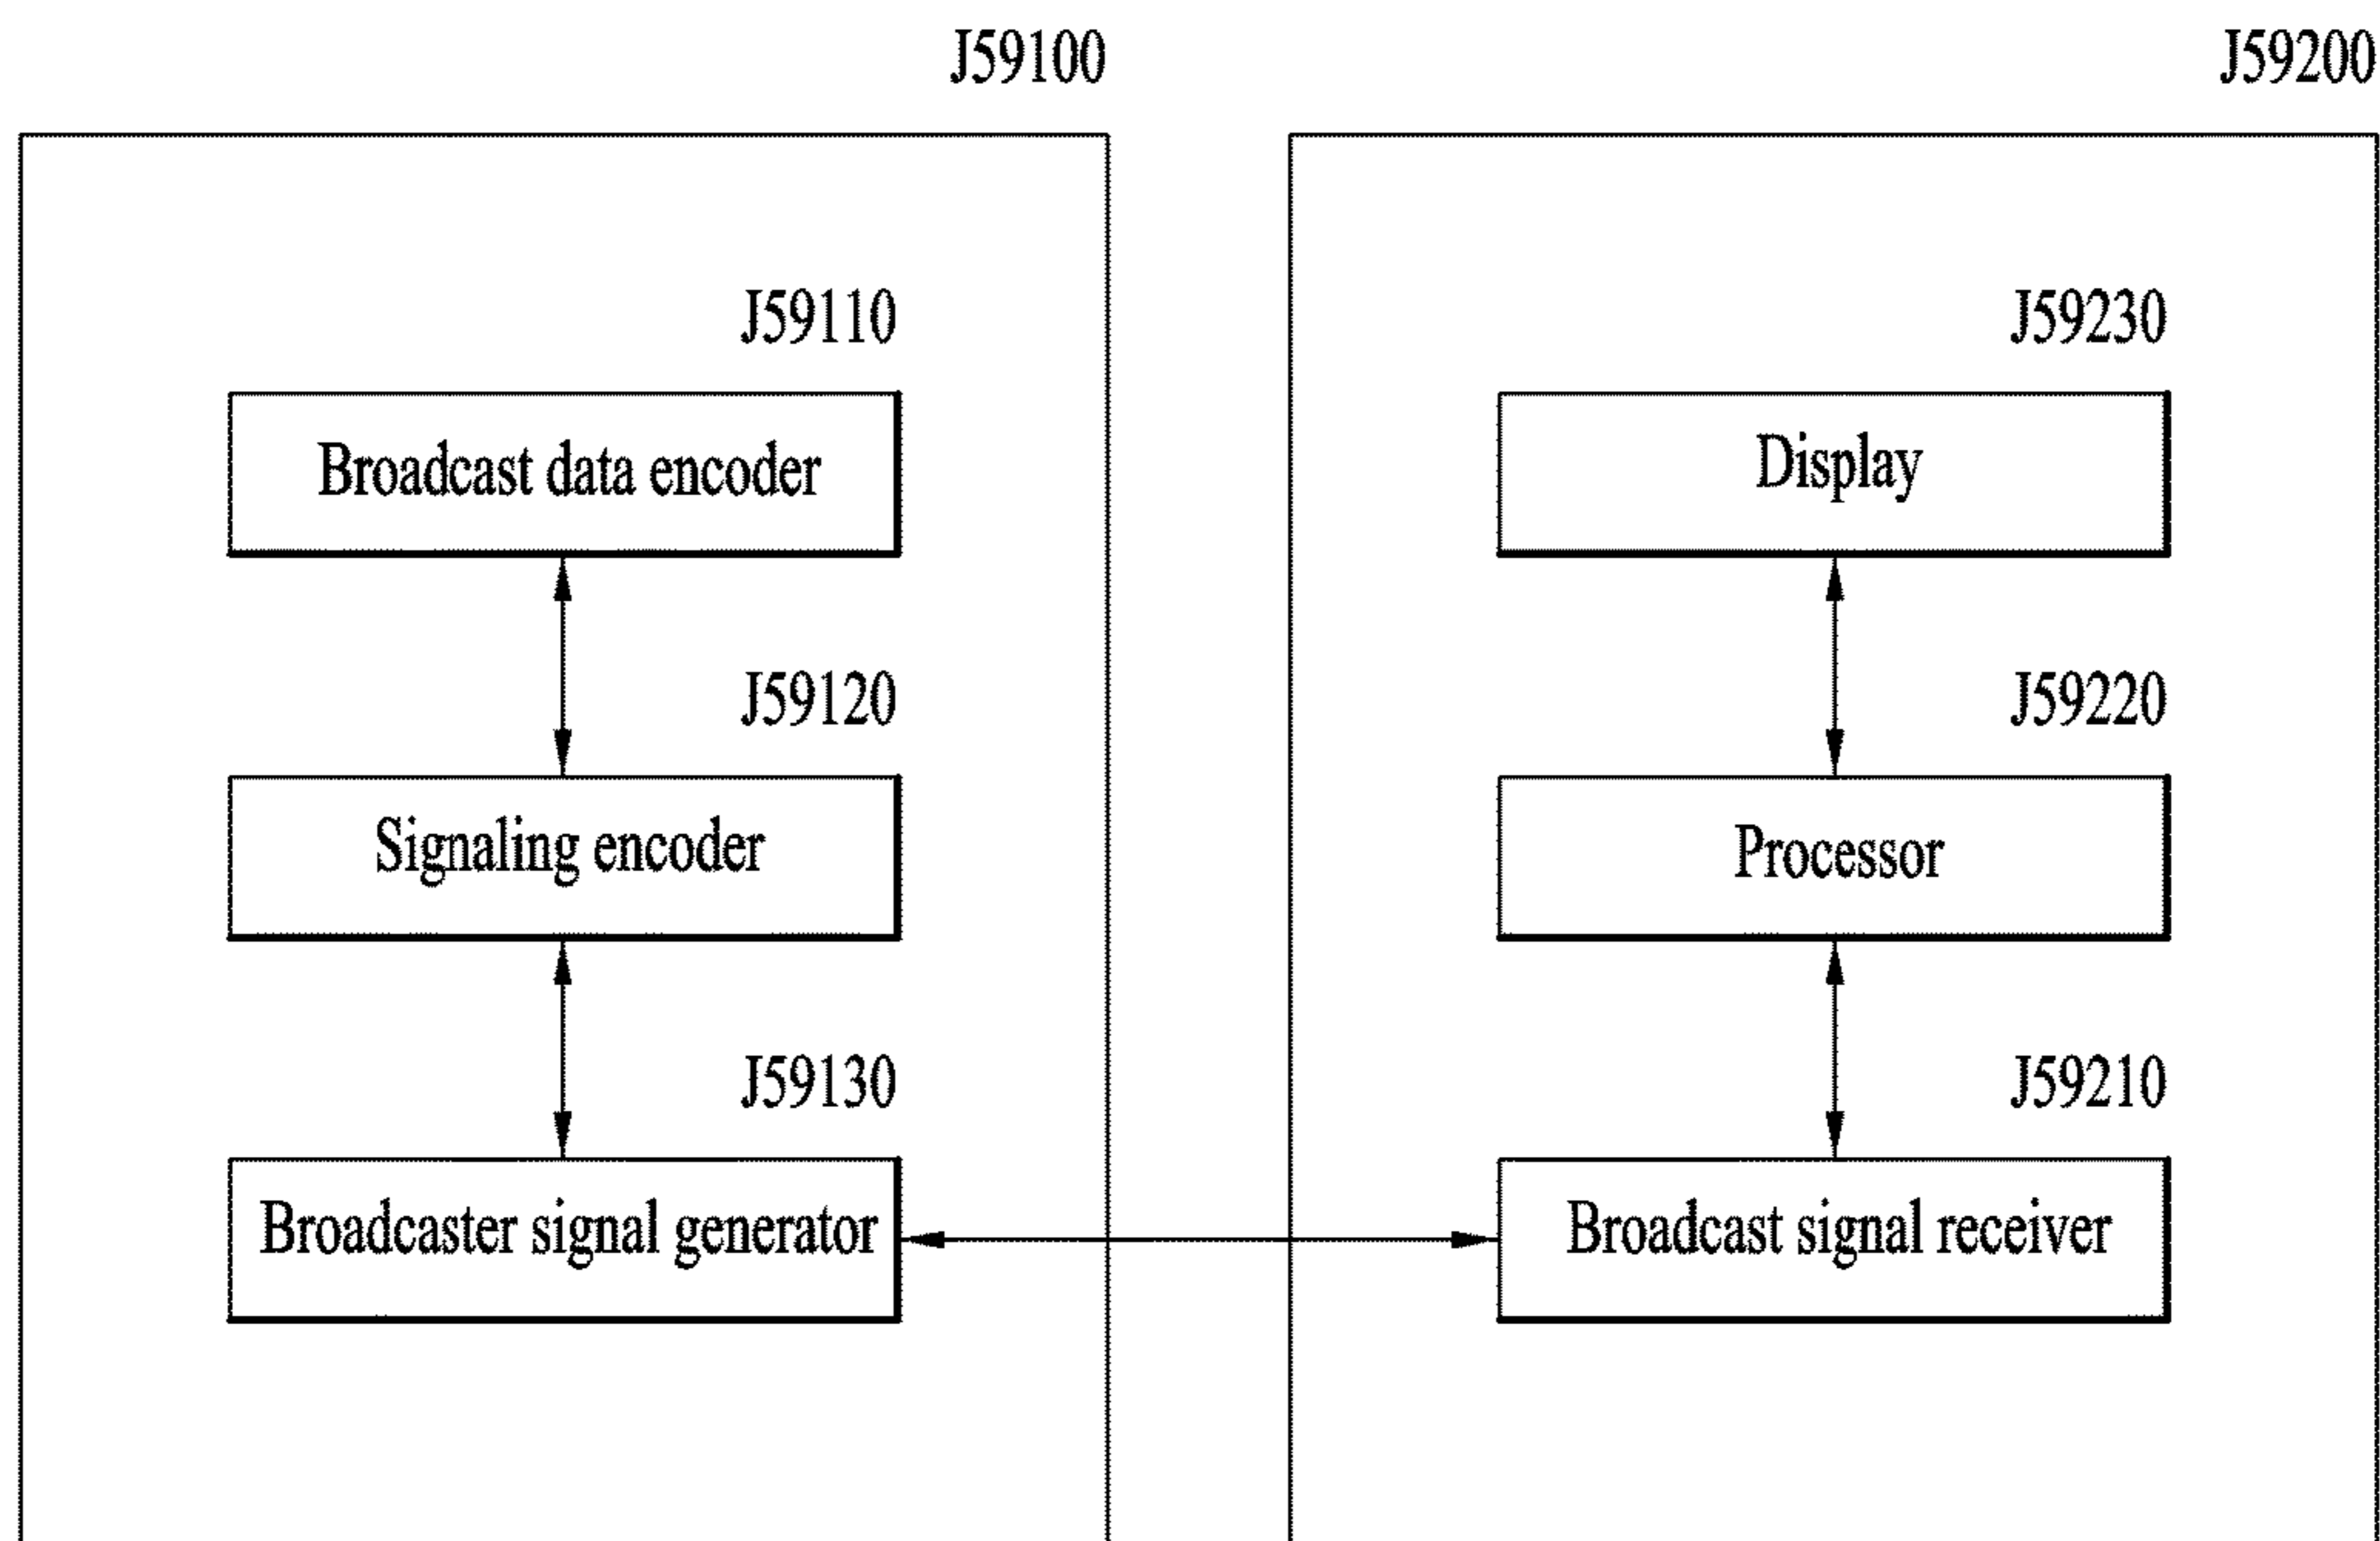 J59100
J59200
J59110
Broadcast data encoder
J59120
Signaling encoder
J59130
Broadcaster signal generator
J59230
Display
J59220
Processor
J59210
Broadcast signal receiver